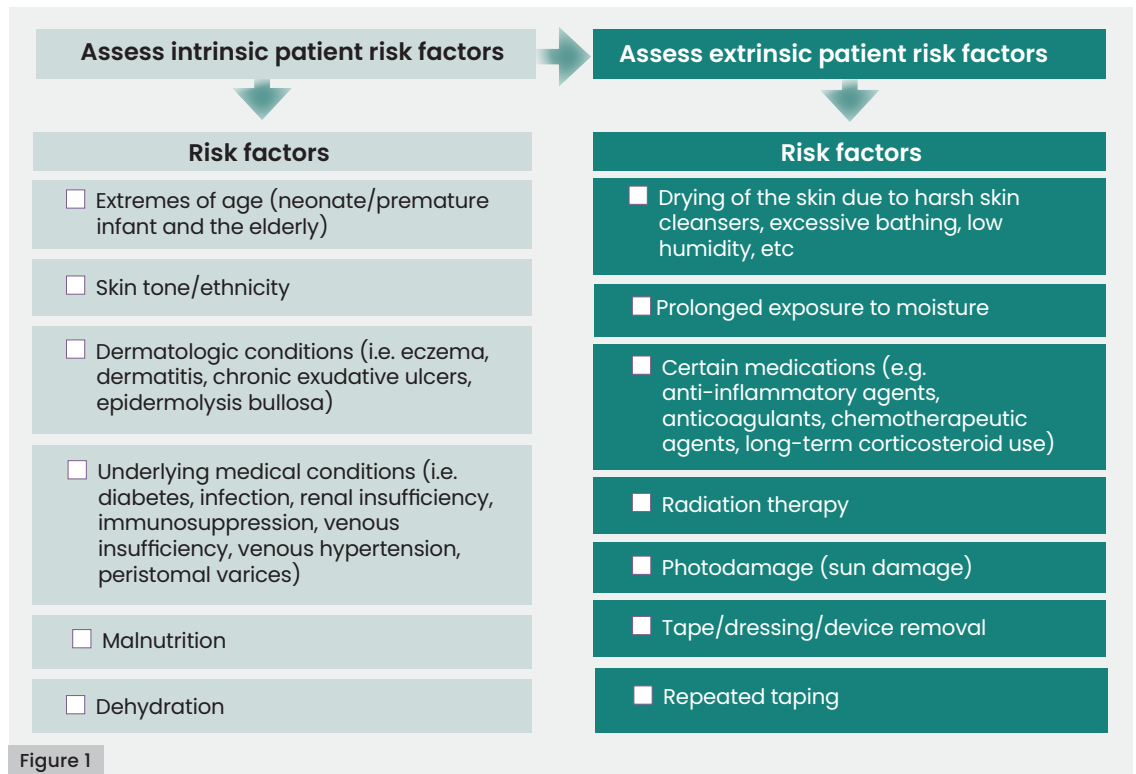 Assess intrinsic patient risk factors
Assess extrinsic patient risk factors
Risk factors
Extremes of age (neonate/premature
infant and the elderly)
Skin tone/ethnicity
Dermatologic conditions (i.e. eczema,
dermatitis, chronic exudative ulcers,
epidermolysis bullosa)
Underlying medical conditions (i.e.
diabetes, infection, renal insufficiency,
immunosuppression, venous
insufficiency, venous hypertension,
peristomal varices)
Malnutrition
Dehydration
Risk factors
Drying of the skin due to harsh skin
cleansers, excessive bathing, low
humidity, etc
Prolonged exposure to moisture
Certain medications (e.g.
anti-inflammatory agents,
anticoagulants, chemotherapeutic
agents, long-term corticosteroid use)
Radiation therapy
Photodamage (sun damage)
Tape/dressing/device removal
Repeated taping
Figure 1